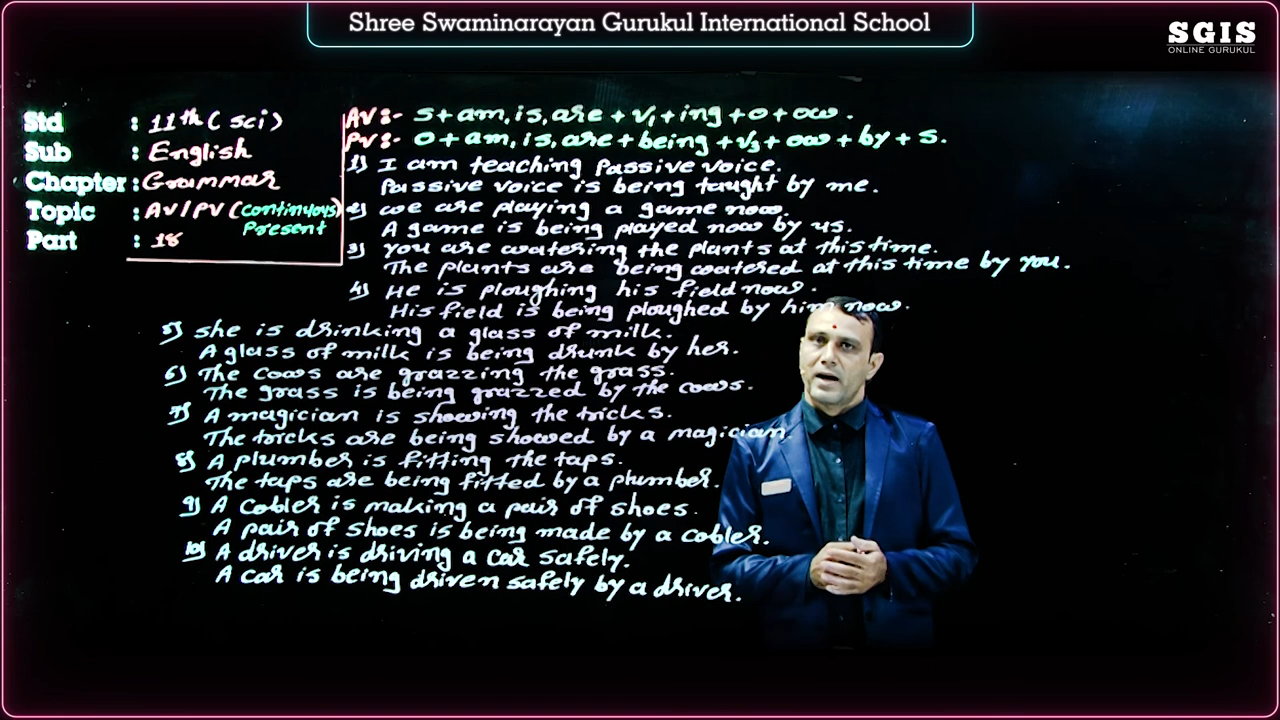 Shree Swaminarayan Gurukul International School
SGIS
ONLINE GURUKUL
Std : 11th (sci)
Sub : English
Chapter : Grammar
Topic : AV/PV (continuous Present
Part : 18
AV:- S+am, is, are + V1 + ing + O + ow.
PV:- O + am, is, are + being + V3 + ow + by + S.
1) I am teaching Passive voice.
Passive voice is being taught by me.
2) we are playing a game now.
A game is being played now by us.
3) you are watering the plants at this time.
The plants are being watered at this time by you.
4) He is ploughing his field now.
His field is being ploughed by him now.
5) she is drinking a glass of milk.
A glass of milk is being drunk by her.
6) The cows are grazzing the grass.
The grass is being grazzed by the cows.
7) A magician is showing the tricks.
The tricks are being showed by a magician.
8) A plumber is fitting the taps.
The taps are being fitted by a plumber.
9) A cobler is making a pair of shoes.
A pair of shoes is being made by a cobler.
10) A driver is driving a car safely.
A car is being driven safely by a driver.